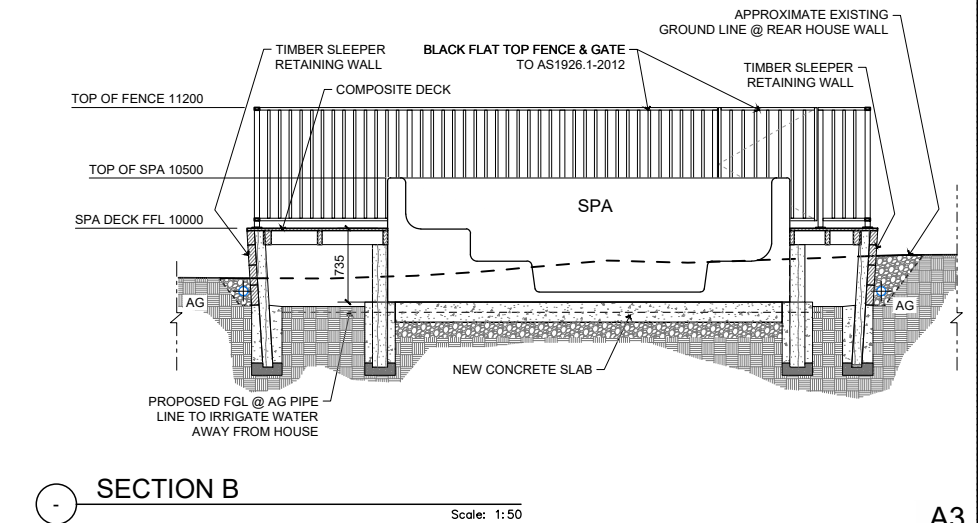 APPROXIMATE EXISTING
GROUND LINE @ REAR HOUSE WALL
TIMBER SLEEPER
RETAINING WALL
BLACK FLAT TOP FENCE & GATE
TO AS1926.1-2012
TIMBER SLEEPER
RETAINING WALL
COMPOSITE DECK
TOP OF FENCE 11200
TOP OF SPA 10500
SPA
SPA DECK FFL 10000
735
AG
AG
NEW CONCRETE SLAB
PROPOSED FGL @ AG PIPE
LINE TO IRRIGATE WATER
AWAY FROM HOUSE
-
SECTION B
Scale: 1:50
A3